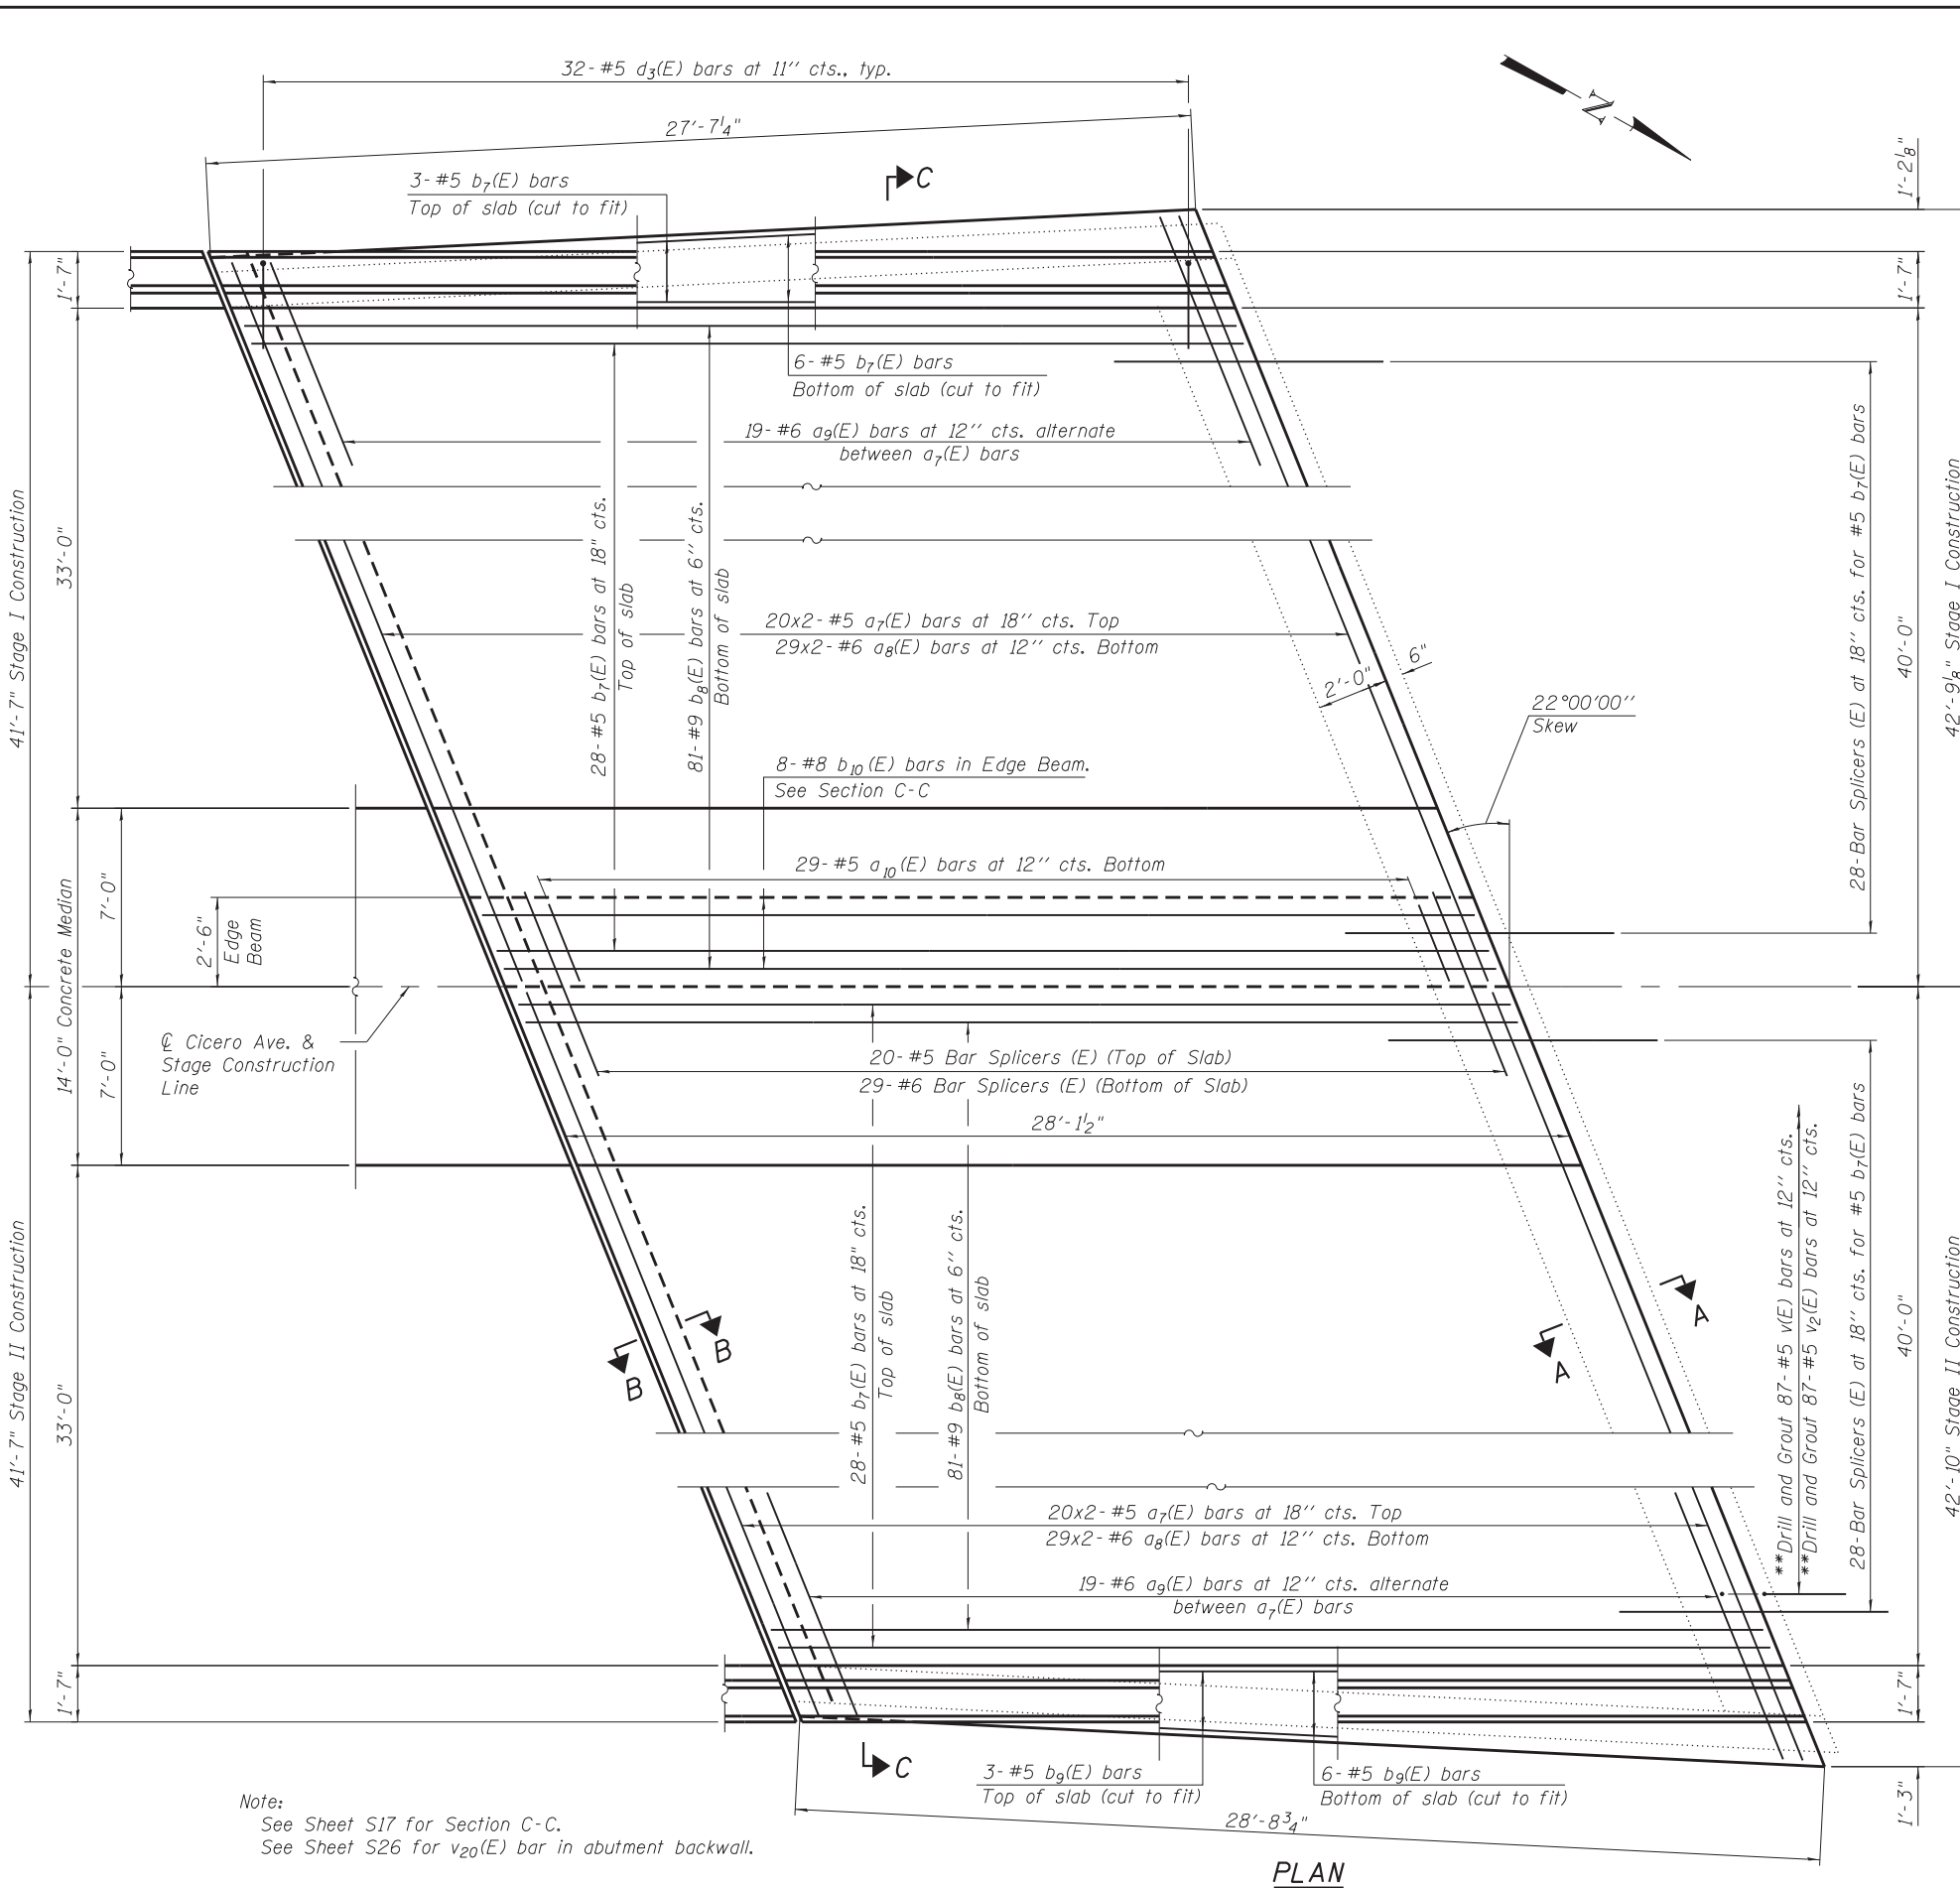 32-#5 d3(E) bars at 11'' cts., typ.
27'-7 1/4"
N
1'-2 1/8"
3-#5 b7(E) bars
Top of slab (cut to fit)
C
1'-7"
1'-7"
6-#5 b7(E) bars
Bottom of slab (cut to fit)
19-#6 a9(E) bars at 12'' cts. alternate
between a7(E) bars
41'-7" Stage I Construction
33'-0"
28-#5 b7(E) bars at 18" cts.
Top of slab
81-#9 b8(E) bars at 6'' cts.
Bottom of slab
20x2-#5 a7(E) bars at 18'' cts. Top
29x2-#6 a8(E) bars at 12'' cts. Bottom
6"
2'-0"
22°00'00''
Skew
28-Bar Splicers (E) at 18'' cts. for #5 b7(E) bars
40'-0"
42'-9 1/8" Stage I Construction
8-#8 b10(E) bars in Edge Beam.
See Section C-C
29-#5 a10(E) bars at 12'' cts. Bottom
14'-0" Concrete Median
7'-0"
2'-6"
Edge
Beam
7'-0"
℄ Cicero Ave. &
Stage Construction
Line
20-#5 Bar Splicers (E) (Top of Slab)
29-#6 Bar Splicers (E) (Bottom of Slab)
28'-1 1/2"
41'-7" Stage II Construction
33'-0"
28-#5 b7(E) bars at 18" cts.
Top of slab
81-#9 b8(E) bars at 6'' cts.
Bottom of slab
B
B
A
A
**Drill and Grout 87-#5 v(E) bars at 12'' cts.
**Drill and Grout 87-#5 v2(E) bars at 12'' cts.
28-Bar Splicers (E) at 18'' cts. for #5 b7(E) bars
40'-0"
42'-10" Stage II Construction
20x2-#5 a7(E) bars at 18'' cts. Top
29x2-#6 a8(E) bars at 12'' cts. Bottom
19-#6 a9(E) bars at 12'' cts. alternate
between a7(E) bars
1'-7"
1'-7"
C
3-#5 b9(E) bars
Top of slab (cut to fit)
6-#5 b9(E) bars
Bottom of slab (cut to fit)
1'-3"
28'-8 3/4"
Note:
See Sheet S17 for Section C-C.
See Sheet S26 for v20(E) bar in abutment backwall.
PLAN